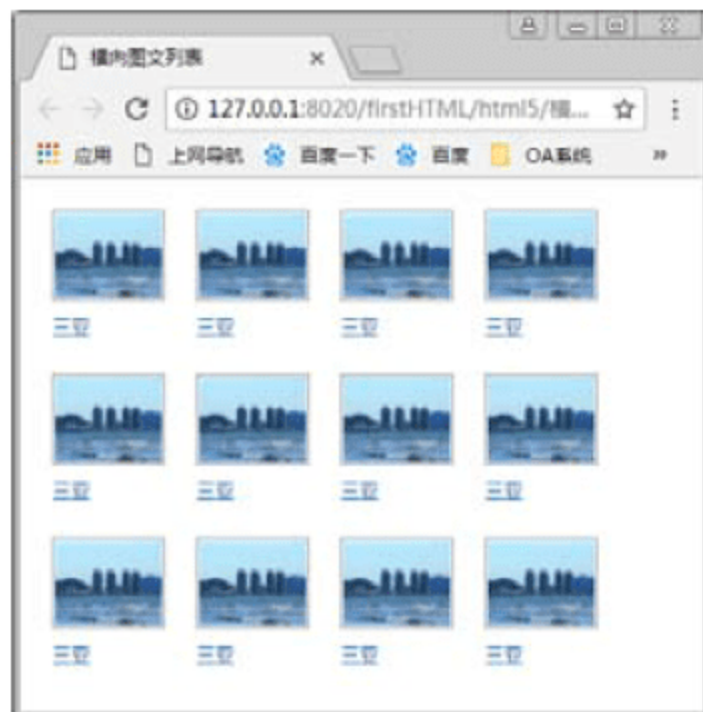 横向图文列表
127.0.0.1:8020/firstHTML/html5/横...
应用 上网导航 百度一下 百度 OA系统 »
三亚 三亚 三亚 三亚
三亚 三亚 三亚 三亚
三亚 三亚 三亚 三亚